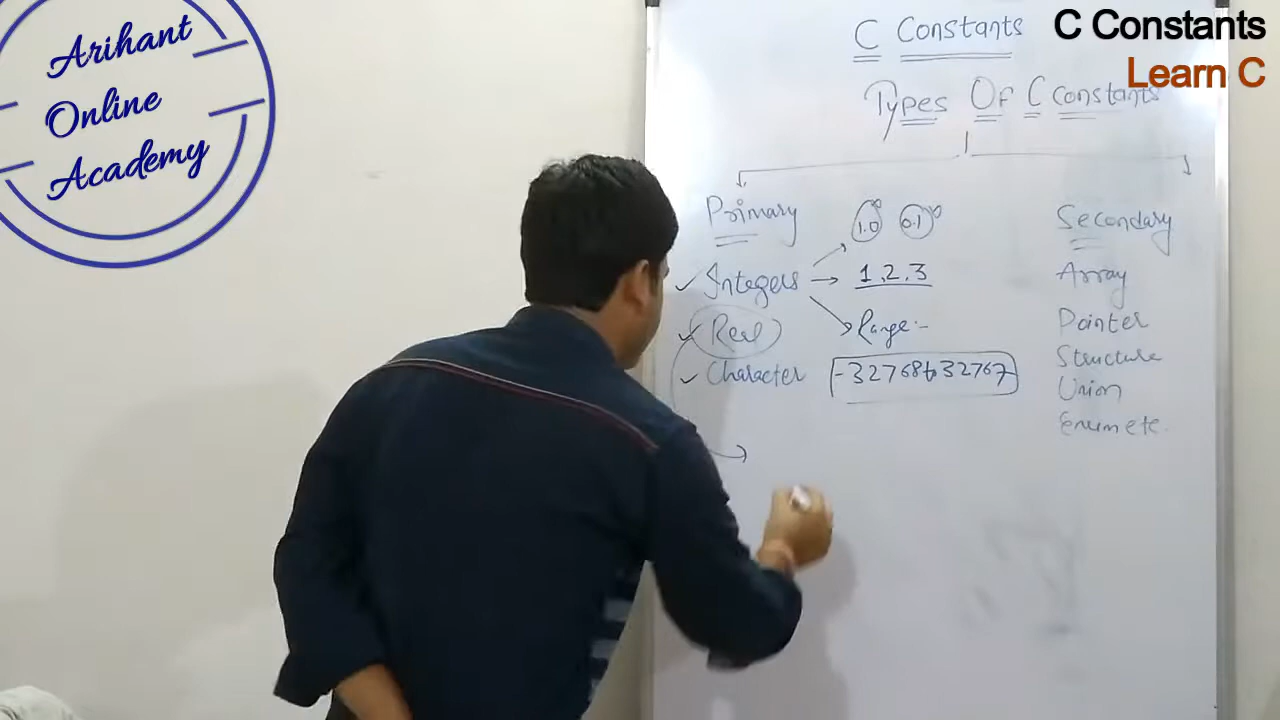 Arihant
Online
Academy
C Constants
Learn C
C Constants
Types Of C constants
Primary
1.0 0.1
Secondary
Integers
1,2,3
Array
Real
Range:-
Pointer
Character
-32768 to 32767
Structure
Union
Enum etc.